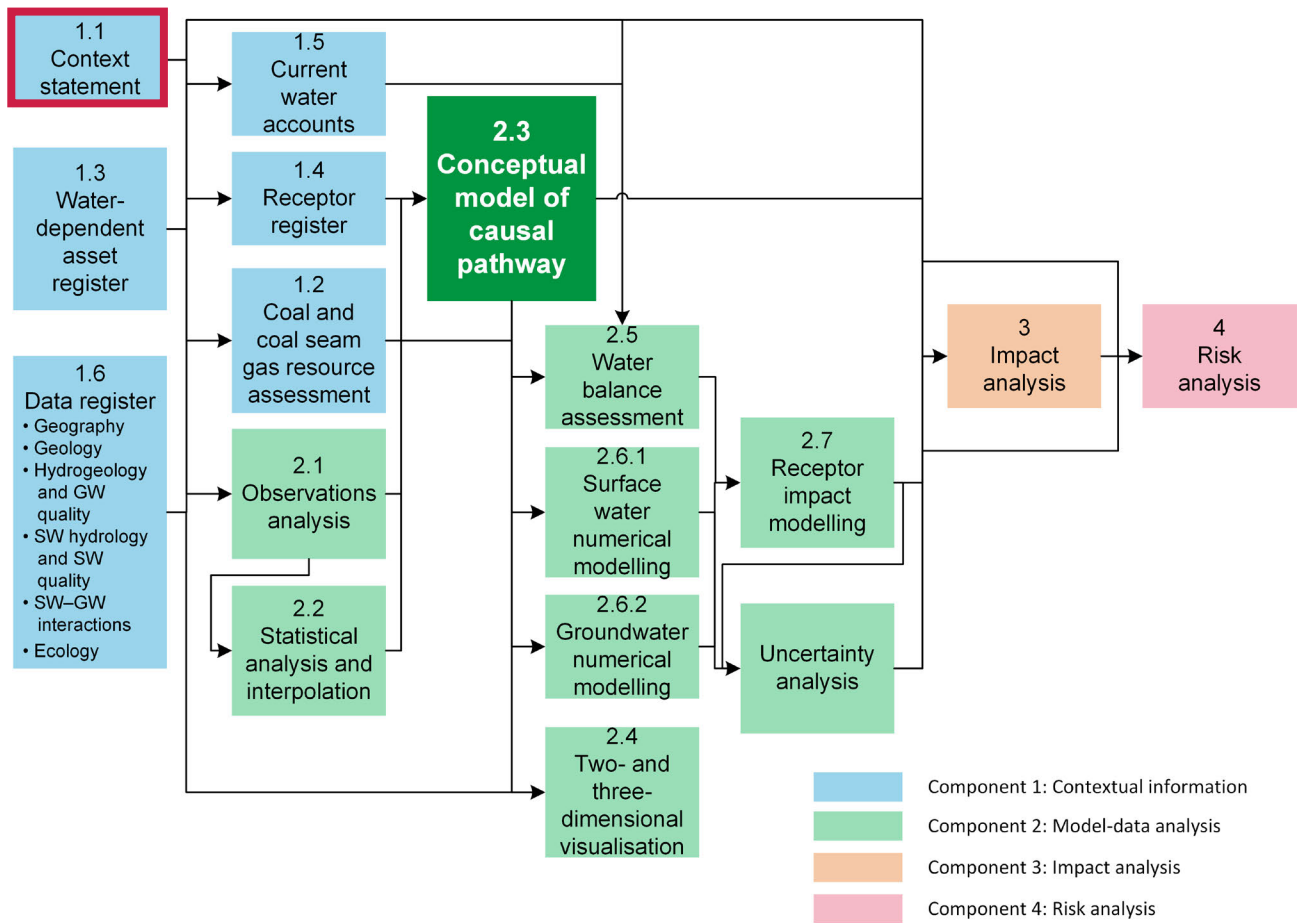 1.1
Context
statement
1.3
Water-
dependent
asset
register
1.6
Data register
• Geography
• Geology
• Hydrogeology
and GW
quality
• SW hydrology
and SW
quality
• SW–GW
interactions
• Ecology
1.5
Current
water
accounts
1.4
Receptor
register
1.2
Coal and
coal seam
gas resource
assessment
2.1
Observations
analysis
2.2
Statistical
analysis and
interpolation
2.3
Conceptual
model of
causal
pathway
2.5
Water
balance
assessment
2.6.1
Surface
water
numerical
modelling
2.6.2
Groundwater
numerical
modelling
2.4
Two- and
three-
dimensional
visualisation
2.7
Receptor
impact
modelling
Uncertainty
analysis
3
Impact
analysis
4
Risk
analysis
Component 1: Contextual information
Component 2: Model-data analysis
Component 3: Impact analysis
Component 4: Risk analysis